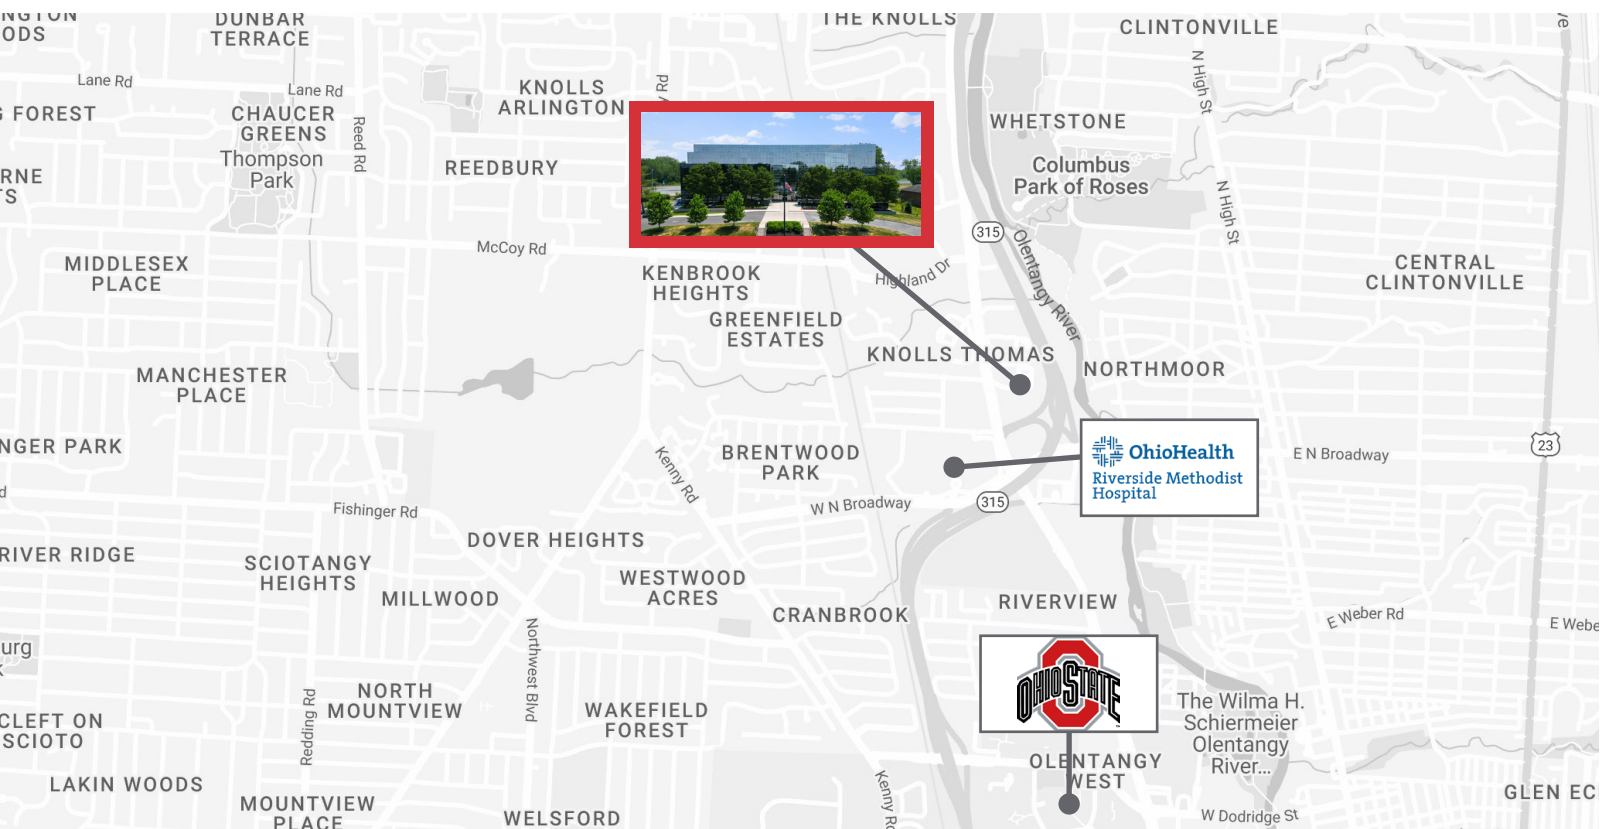 NGTON
ODS
DUNBAR
TERRACE
THE KNOLLS
CLINTONVILLE
Lane Rd
Lane Rd
KNOLLS
ARLINGTON
N High St
FOREST
CHAUCER
GREENS
Reed Rd
WHETSTONE
Thompson
Park
REEDBURY
Columbus
Park of Roses
RNE
TS
N High St
315
Olentangy River
McCoy Rd
MIDDLESEX
PLACE
KENBROOK
HEIGHTS
Highland Dr
CENTRAL
CLINTONVILLE
GREENFIELD
ESTATES
KNOLLS THOMAS
NORTHMOOR
MANCHESTER
PLACE
NGER PARK
BRENTWOOD
PARK
Kenny Rd
OhioHealth
Riverside Methodist
Hospital
E N Broadway
23
Fishinger Rd
W N Broadway
315
DOVER HEIGHTS
RIVER RIDGE
SCIOTANGY
HEIGHTS
MILLWOOD
WESTWOOD
ACRES
CRANBROOK
RIVERVIEW
E Weber Rd
E Webe
urg
k
Northwest Blvd
OHIO STATE
NORTH
MOUNTVIEW
Redding Rd
WAKEFIELD
FOREST
The Wilma H.
Schiermeier
Olentangy
River...
CLEFT ON
SCIOTO
OLENTANGY
WEST
LAKIN WOODS
Kenny Rd
MOUNTVIEW
PLACE
WELSFORD
W Dodridge St
GLEN EC